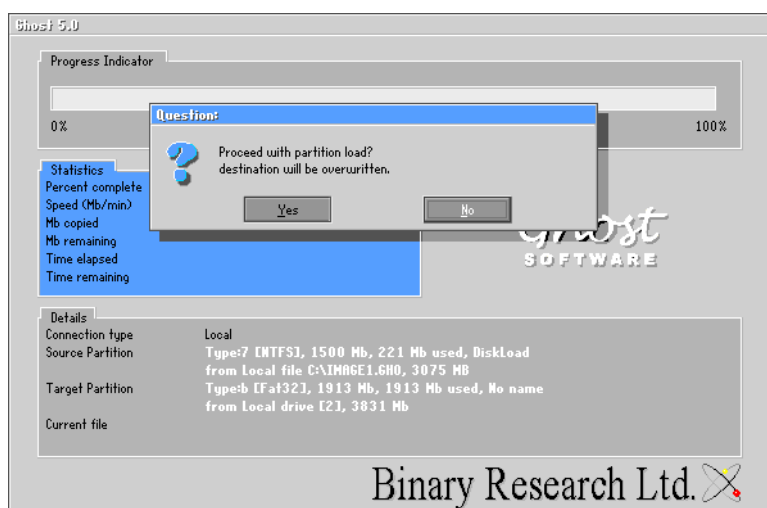 Ghost 5.0
Progress Indicator
0%
100%
Question:
Proceed with partition load?
destination will be overwritten.
Yes
No
Statistics
Percent complete
Speed (Mb/min)
Mb copied
Mb remaining
Time elapsed
Time remaining
Ghost
SOFTWARE
Details
Connection type Local
Source Partition Type:7 [NTFS], 1500 Mb, 221 Mb used, DiskLoad
from Local file C:\IMAGE1.GHO, 3075 MB
Target Partition Type:b [Fat32], 1913 Mb, 1913 Mb used, No name
from Local drive [2], 3831 Mb
Current file
Binary Research Ltd.